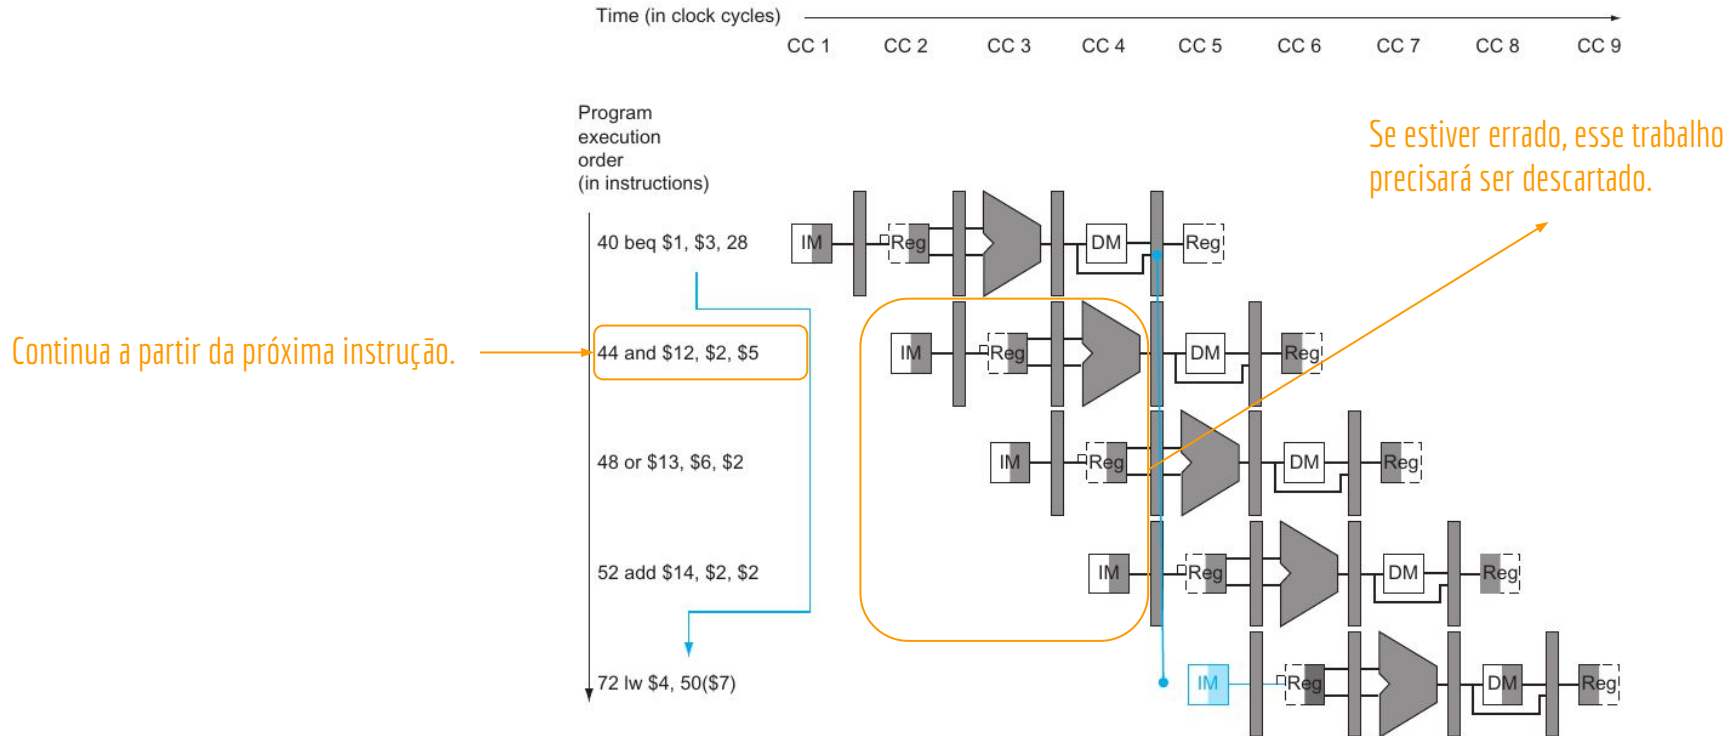 Time (in clock cycles)
CC 1 CC 2 CC 3 CC 4 CC 5 CC 6 CC 7 CC 8 CC 9
Program
execution
order
(in instructions)
Se estiver errado, esse trabalho
precisará ser descartado.
40 beq $1, $3, 28
IM Reg DM Reg
Continua a partir da próxima instrução.
44 and $12, $2, $5
IM Reg DM Reg
48 or $13, $6, $2
IM Reg DM Reg
52 add $14, $2, $2
IM Reg DM Reg
72 lw $4, 50($7)
IM Reg DM Reg